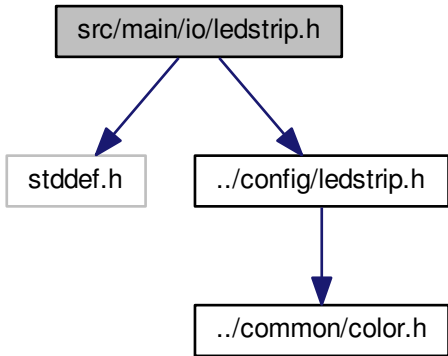 src/main/io/ledstrip.h
stddef.h
../config/ledstrip.h
../common/color.h